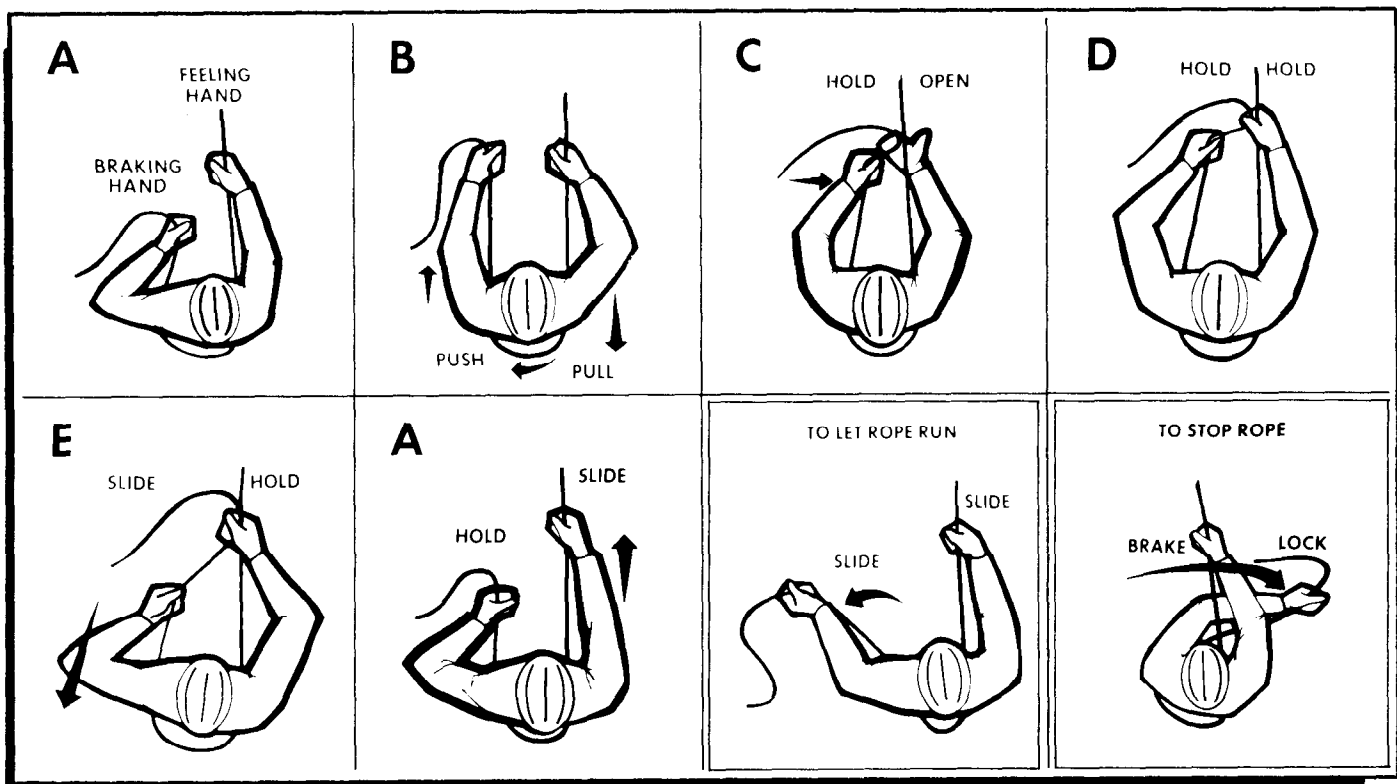 A
FEELING
HAND
BRAKING
HAND
B
PUSH
PULL
C
HOLD
OPEN
D
HOLD
HOLD
E
SLIDE
HOLD
A
SLIDE
HOLD
TO LET ROPE RUN
SLIDE
SLIDE
TO STOP ROPE
BRAKE
LOCK